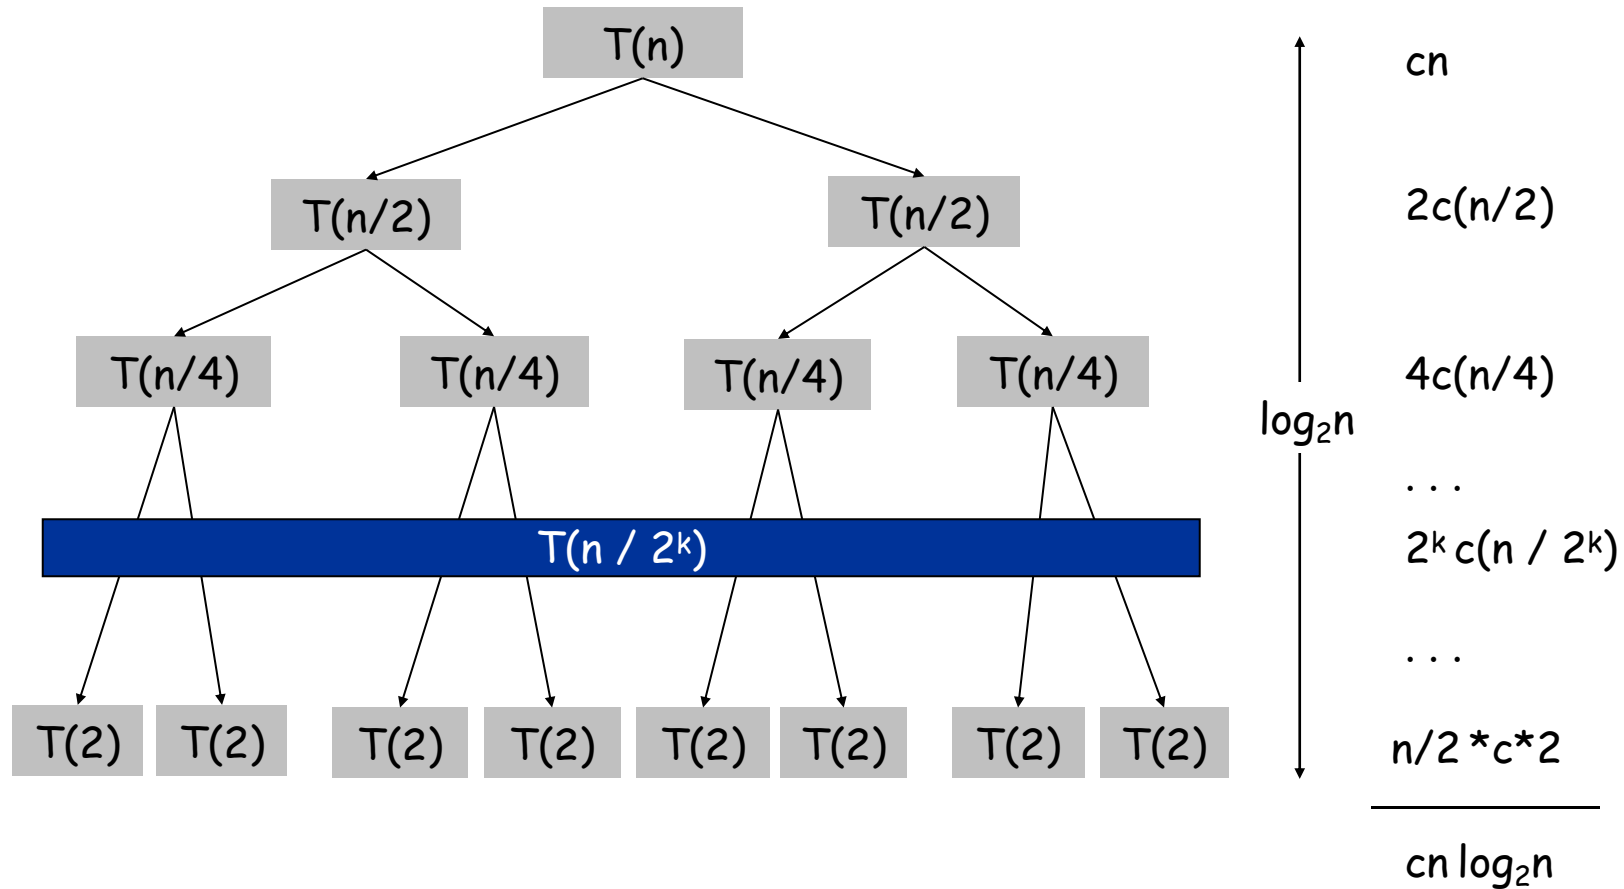 T(n)
cn
T(n/2) T(n/2)
2c(n/2)
T(n/4) T(n/4) T(n/4) T(n/4)
4c(n/4)
log₂n
. . .
T(n / 2ᵏ)
2ᵏ c(n / 2ᵏ)
. . .
T(2) T(2) T(2) T(2) T(2) T(2) T(2) T(2)
n/2 *c*2
cn log₂n